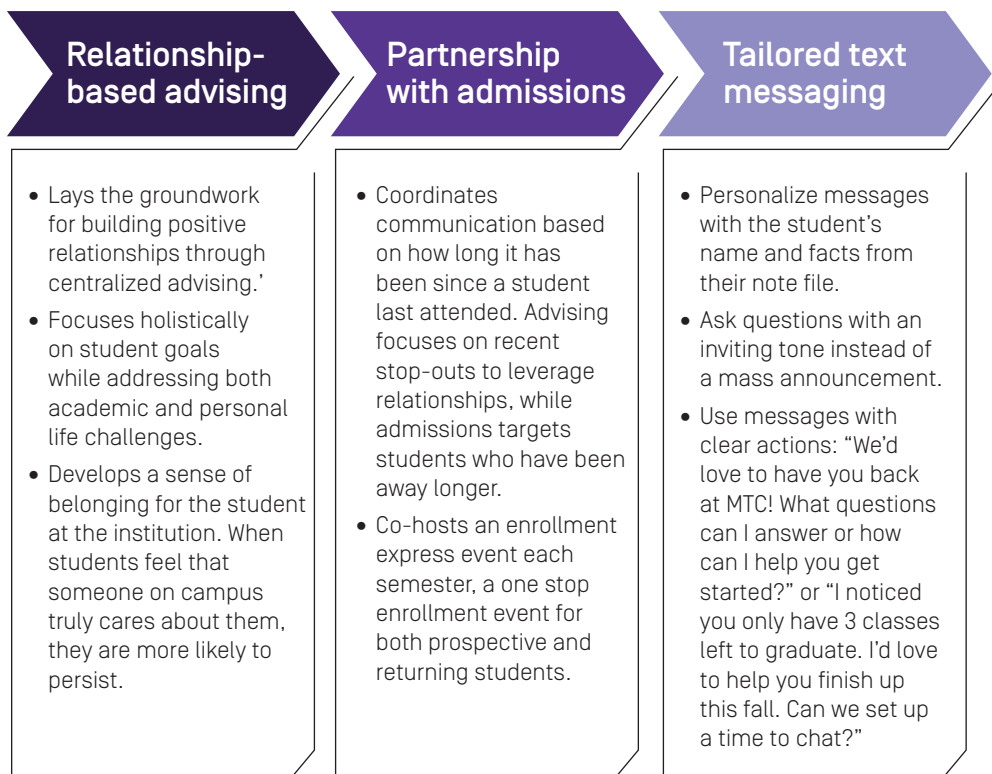 Relationship-
based advising
• Lays the groundwork
for building positive
relationships through
centralized advising.'
• Focuses holistically
on student goals
while addressing both
academic and personal
life challenges.
• Develops a sense of
belonging for the student
at the institution. When
students feel that
someone on campus
truly cares about them,
they are more likely to
persist.
Partnership
with admissions
• Coordinates
communication based
on how long it has
been since a student
last attended. Advising
focuses on recent
stop-outs to leverage
relationships, while
admissions targets
students who have been
away longer.
• Co-hosts an enrollment
express event each
semester, a one stop
enrollment event for
both prospective and
returning students.
Tailored text
messaging
• Personalize messages
with the student’s
name and facts from
their note file.
• Ask questions with an
inviting tone instead of
a mass announcement.
• Use messages with
clear actions: “We’d
love to have you back
at MTC! What questions
can I answer or how
can I help you get
started?” or “I noticed
you only have 3 classes
left to graduate. I’d love
to help you finish up
this fall. Can we set up
a time to chat?”